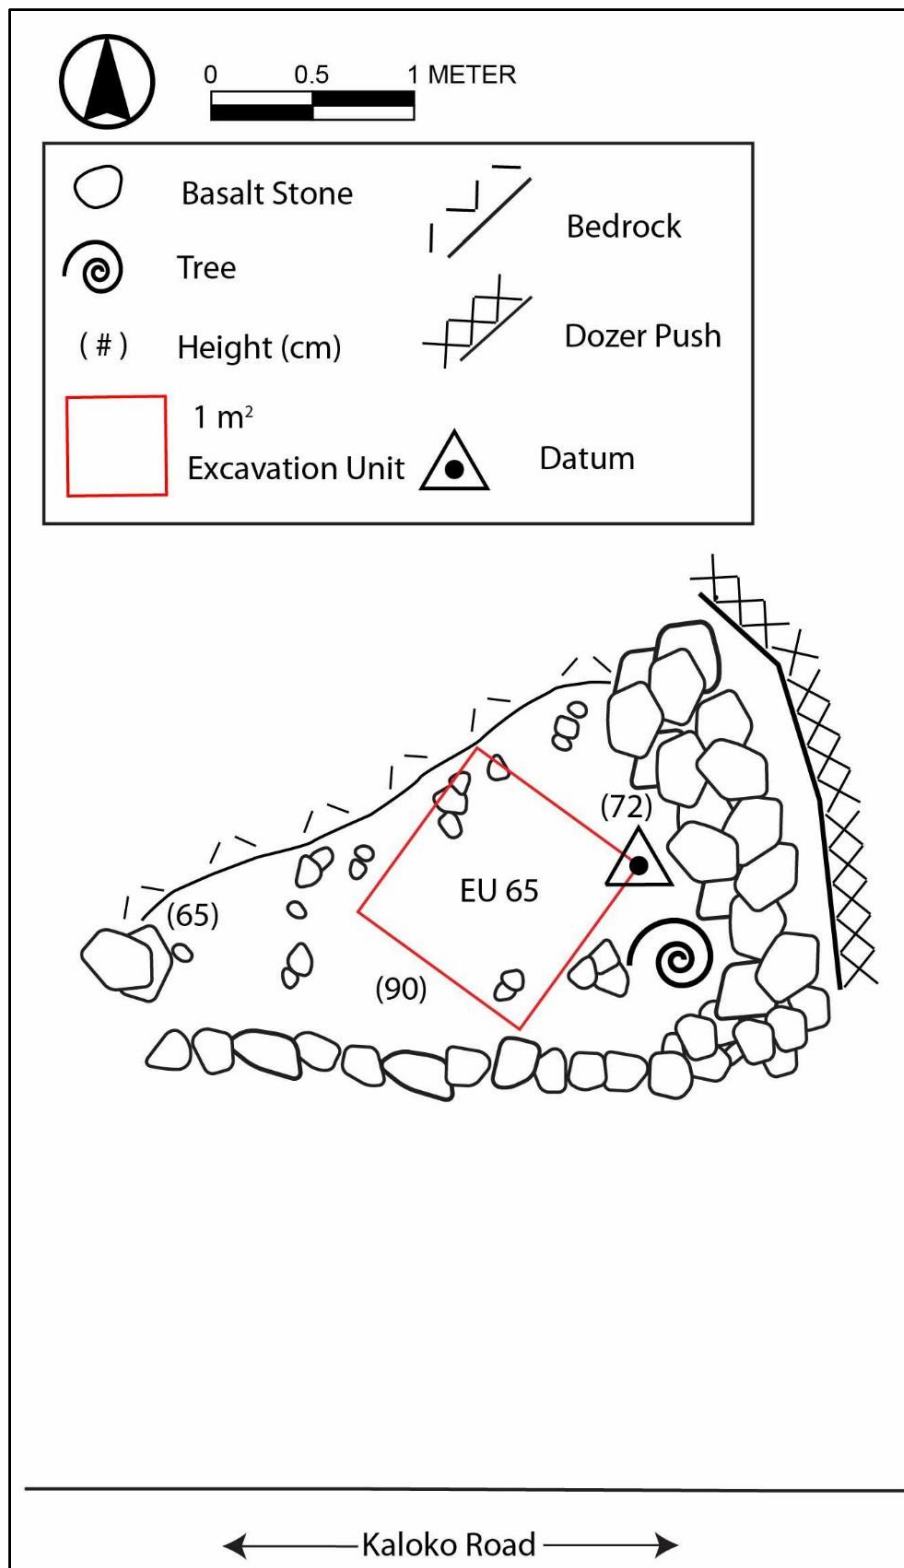 0 0.5 1 METER
Basalt Stone
Bedrock
Tree
( # ) Height (cm)
Dozer Push
1 m²
Excavation Unit
Datum
(72)
EU 65
(65)
(90)
Kaloko Road